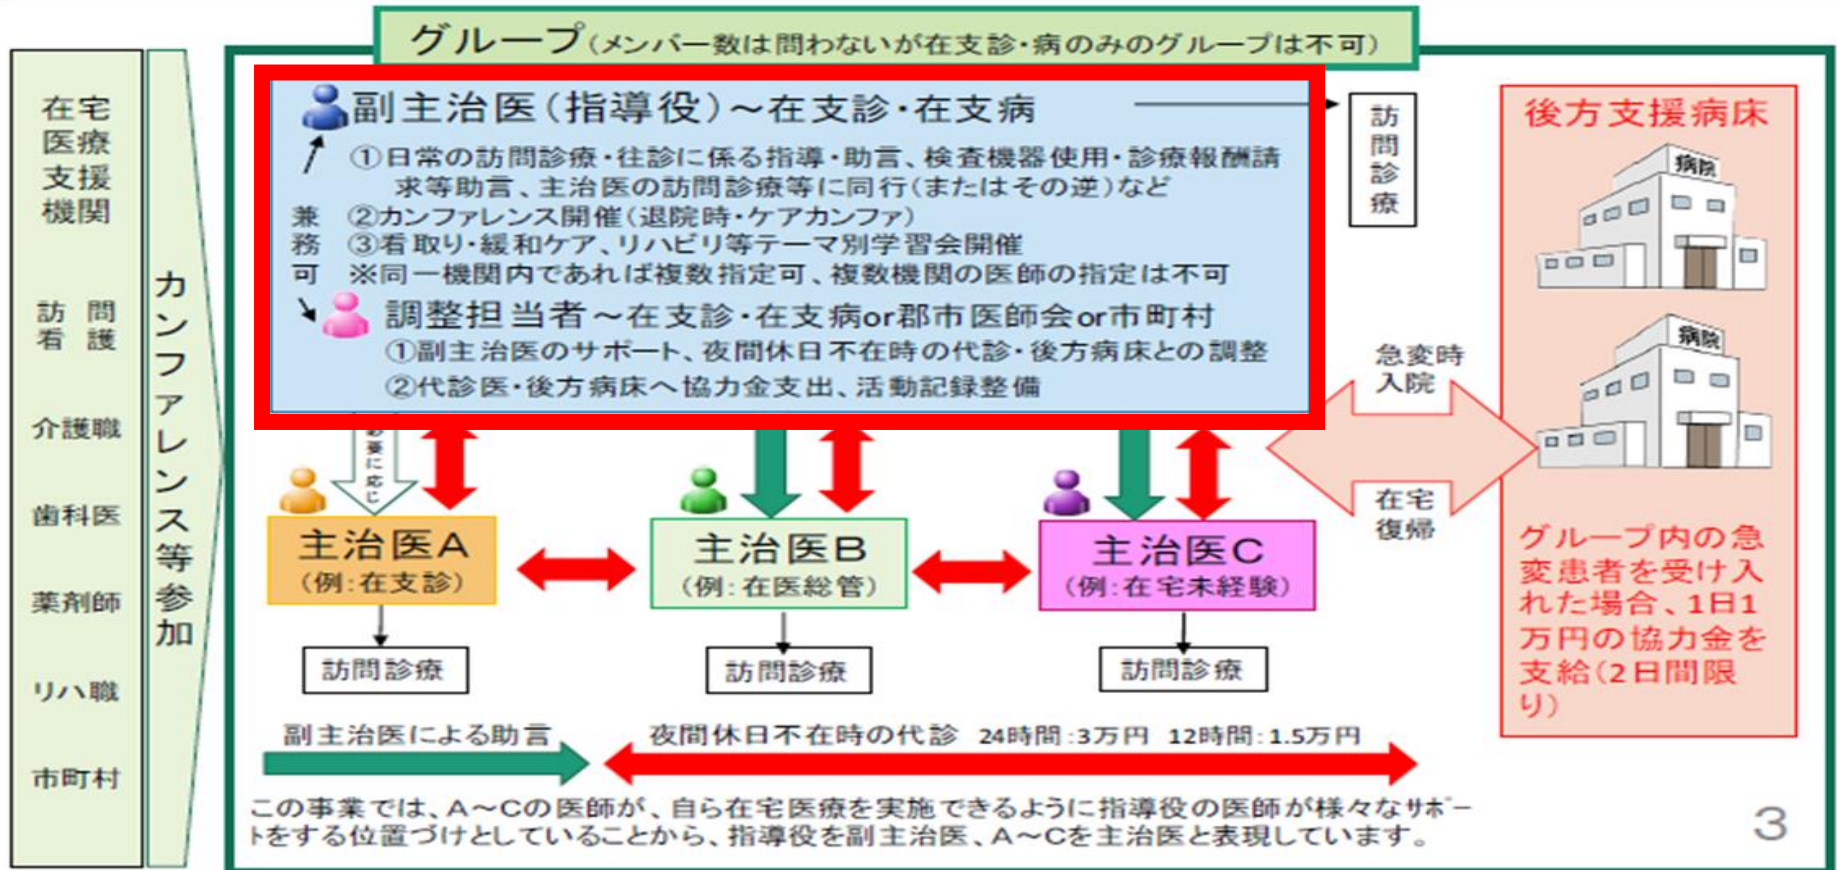 グループ(メンバー数は問わないが在支診・病のみのグループは不可)
在宅
医療
支援
機関
訪問
看護
介護職
歯科医
薬剤師
リハ職
市町村
カンファレンス等参加
副主治医(指導役)～在支診・在支病
①日常の訪問診療・往診に係る指導・助言、検査機器使用・診療報酬請
求等助言、主治医の訪問診療等に同行(またはその逆)など
②カンファレンス開催(退院時・ケアカンファ)
③看取り・緩和ケア、リハビリ等テーマ別学習会開催
※同一機関内であれば複数指定可、複数機関の医師の指定は不可
兼務可
調整担当者～在支診・在支病or郡市医師会or市町村
①副主治医のサポート、夜間休日不在時の代診・後方病床との調整
②代診医・後方病床へ協力金支出、活動記録整備
訪問診療
必要に応じ
主治医A
(例:在支診)
主治医B
(例:在医総管)
主治医C
(例:在宅未経験)
訪問診療
訪問診療
訪問診療
急変時
入院
在宅
復帰
後方支援病床
病院
病院
グループ内の急
変患者を受け入
れた場合、1日1
万円の協力金を
支給(2日間限
り)
副主治医による助言
夜間休日不在時の代診 24時間:3万円 12時間:1.5万円
この事業では、A～Cの医師が、自ら在宅医療を実施できるように指導役の医師が様々なサポー
トをする位置づけとしていることから、指導役を副主治医、A～Cを主治医と表現しています。
3